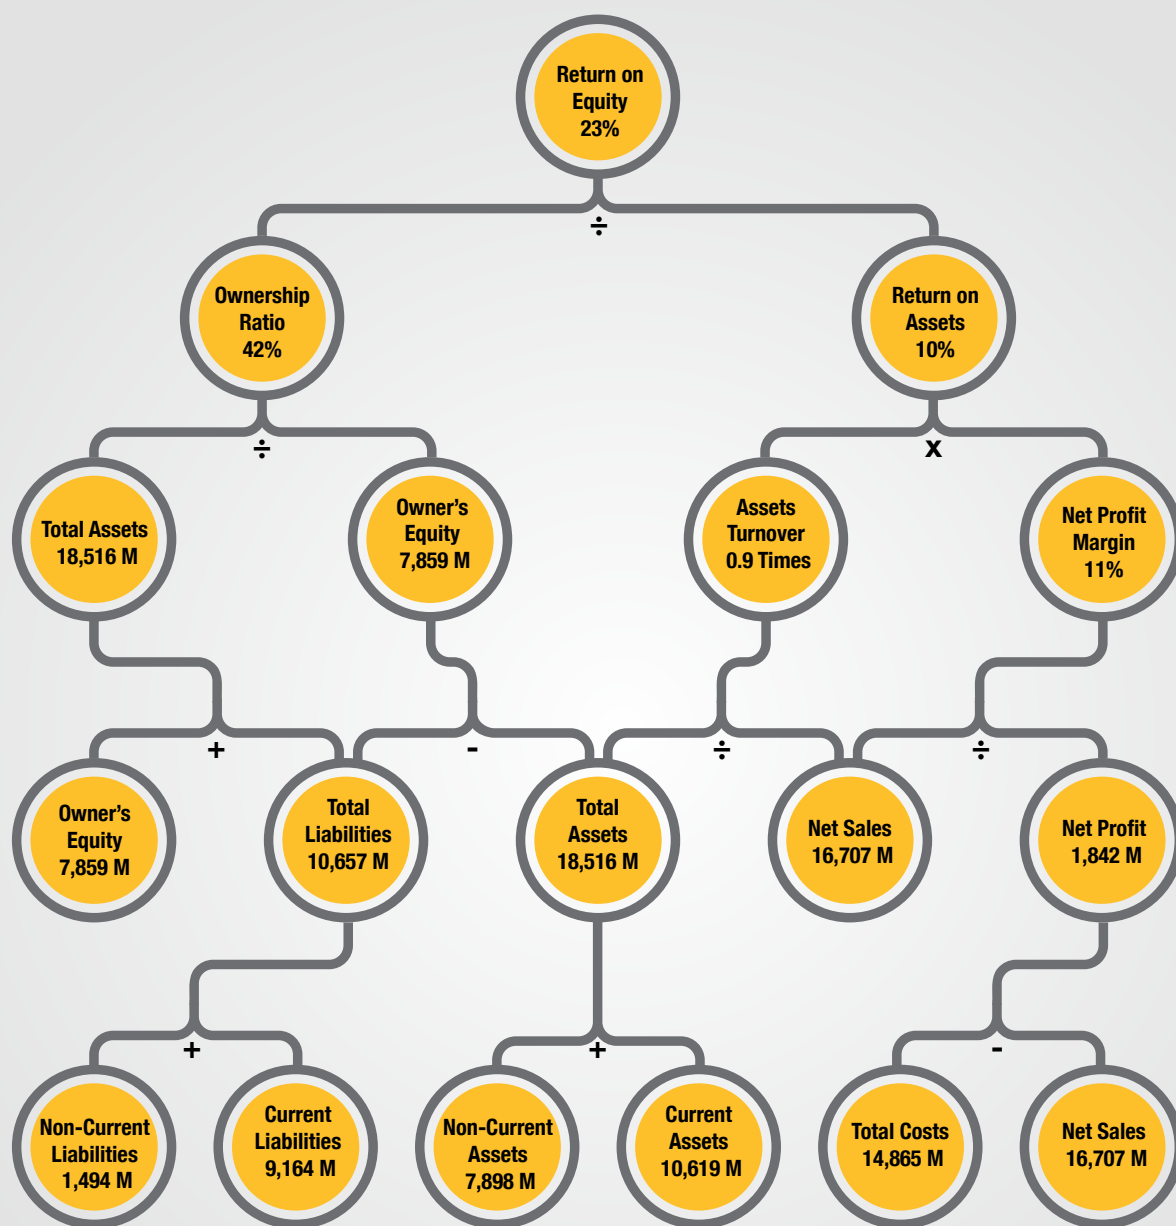 Return on
Equity
23%
÷
Ownership
Ratio
42%
Return on
Assets
10%
÷
x
Total Assets
18,516 M
Owner's
Equity
7,859 M
Assets
Turnover
0.9 Times
Net Profit
Margin
11%
+
-
÷
÷
Owner's
Equity
7,859 M
Total
Liabilities
10,657 M
Total
Assets
18,516 M
Net Sales
16,707 M
Net Profit
1,842 M
+
+
-
Non-Current
Liabilities
1,494 M
Current
Liabilities
9,164 M
Non-Current
Assets
7,898 M
Current
Assets
10,619 M
Total Costs
14,865 M
Net Sales
16,707 M